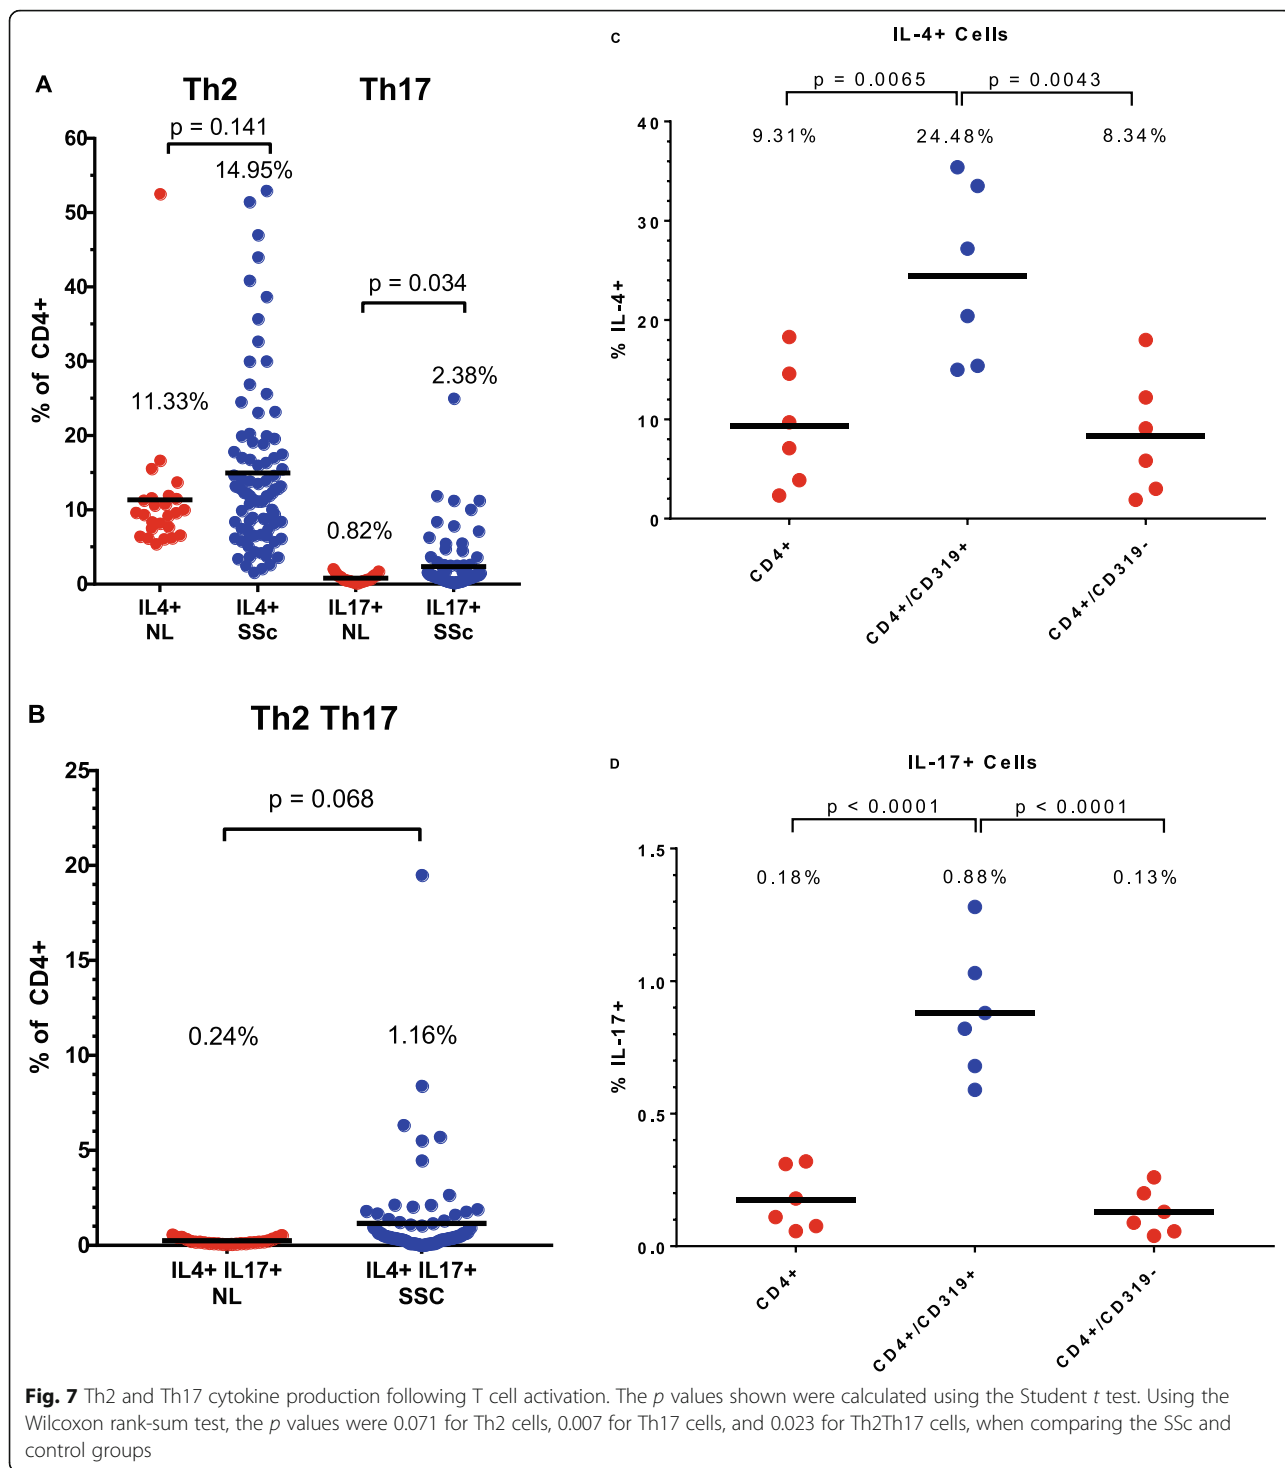 A
Th2 Th17
p = 0.141
14.95%
p = 0.034
11.33%
2.38%
0.82%
% of CD4+
60
50
40
30
20
10
0
IL4+ NL
IL4+ SSc
IL17+ NL
IL17+ SSc
B
Th2 Th17
p = 0.068
0.24%
1.16%
% of CD4+
25
20
15
10
5
0
IL4+ IL17+ NL
IL4+ IL17+ SSC
C
IL-4+ Cells
p = 0.0065
p = 0.0043
9.31%
24.48%
8.34%
% IL-4+
40
30
20
10
0
CD4+
CD4+/CD319+
CD4+/CD319-
D
IL-17+ Cells
p < 0.0001
p < 0.0001
0.18%
0.88%
0.13%
% IL-17+
1.5
1.0
0.5
0.0
CD4+
CD4+/CD319+
CD4+/CD319-
Fig. 7 Th2 and Th17 cytokine production following T cell activation. The p values shown were calculated using the Student t test. Using the
Wilcoxon rank-sum test, the p values were 0.071 for Th2 cells, 0.007 for Th17 cells, and 0.023 for Th2Th17 cells, when comparing the SSc and
control groups